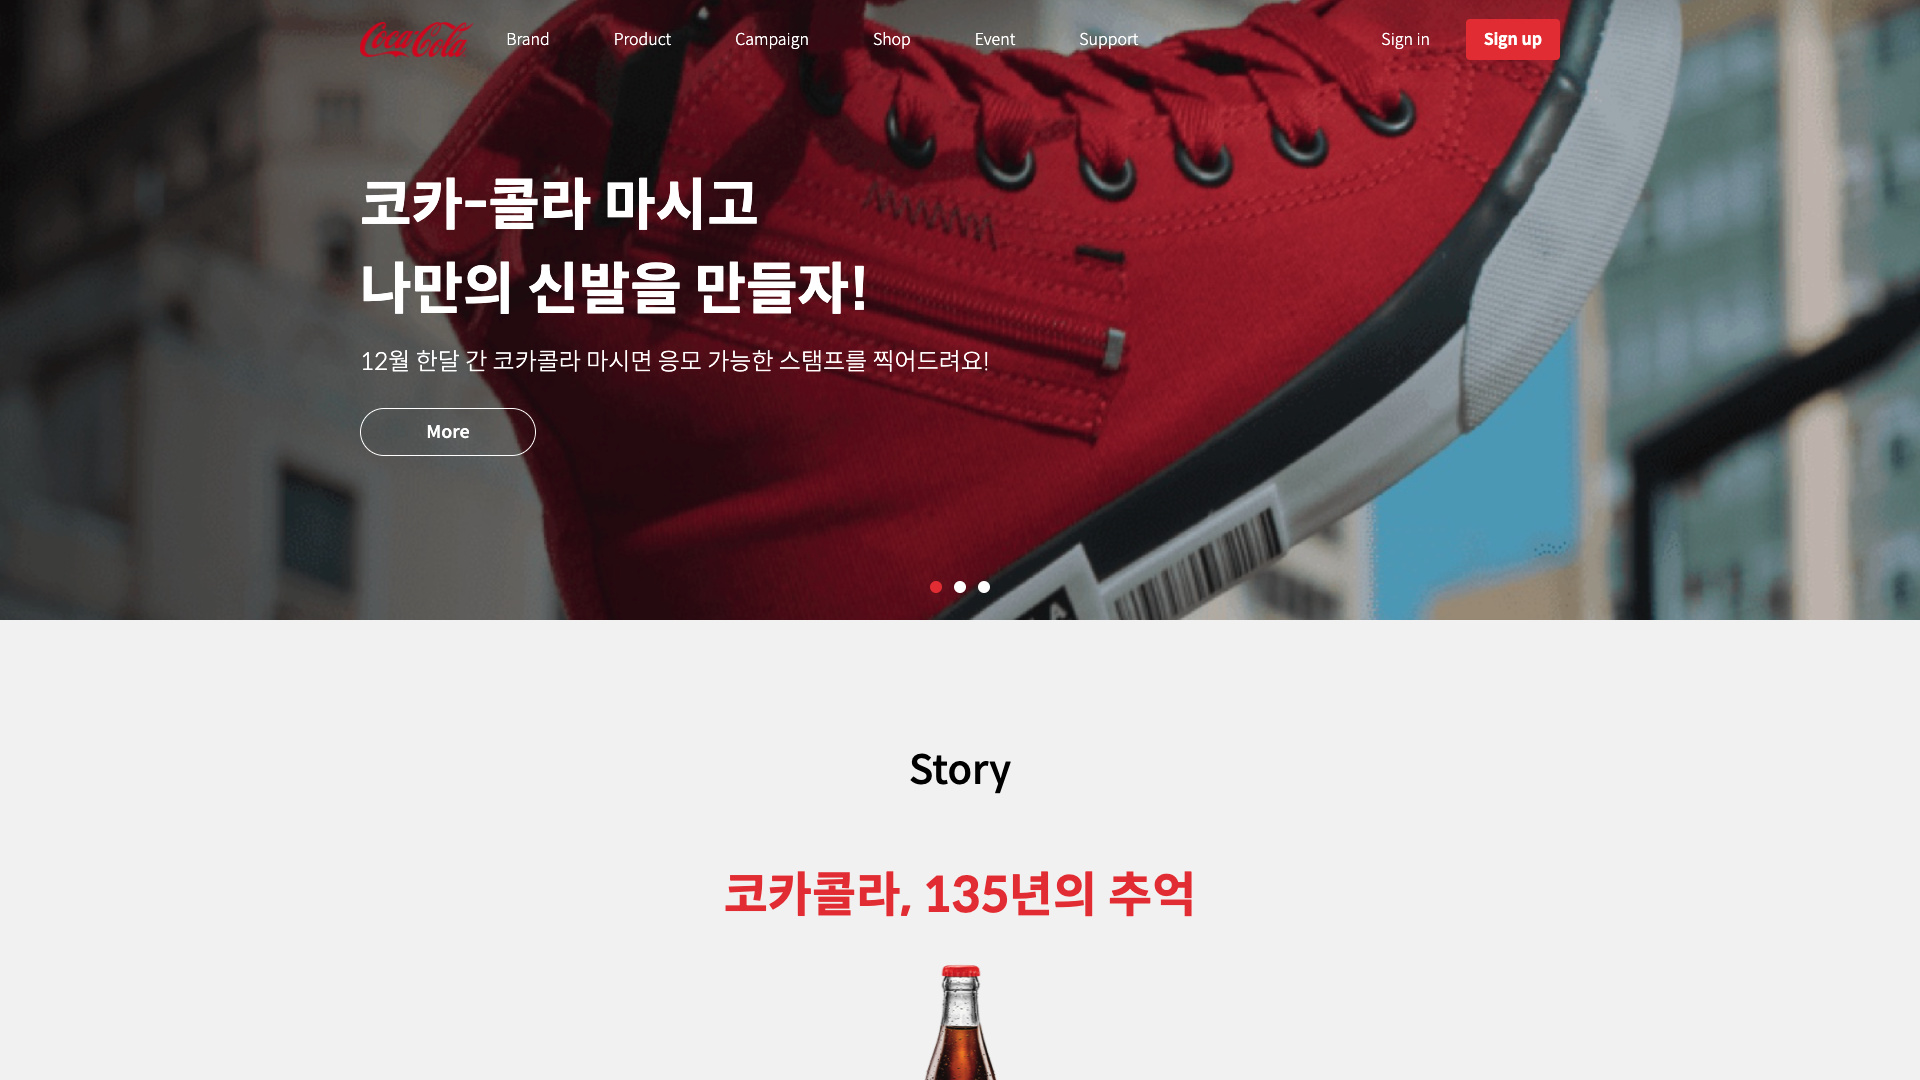 Coca-Cola
Brand
Product
Campaign
Shop
Event
Support
Sign in
Sign up
코카-콜라 마시고
나만의 신발을 만들자!
12월 한달 간 코카콜라 마시면 응모 가능한 스탬프를 찍어드려요!
More
Story
코카콜라, 135년의 추억